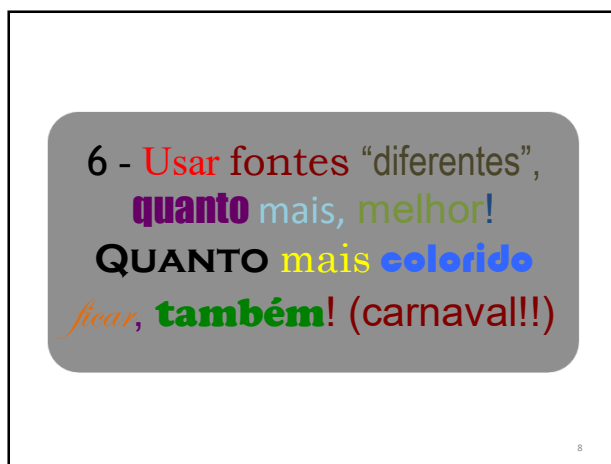 6 - Usar fontes “diferentes”,
quanto mais, melhor!
QUANTO mais colorido
ficar, também! (carnaval!!)
8